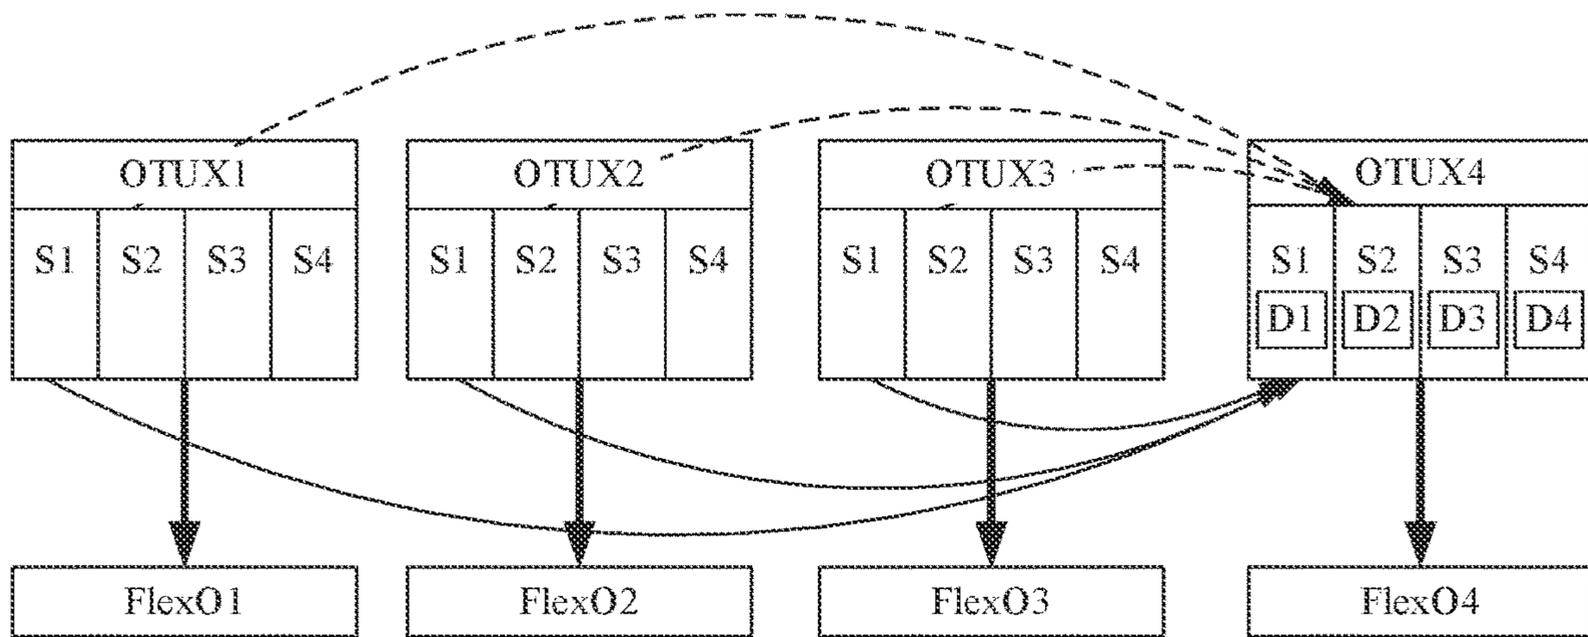 OTUX1 OTUX2 OTUX3 OTUX4
S1 S2 S3 S4 S1 S2 S3 S4 S1 S2 S3 S4 S1 S2 S3 S4
D1 D2 D3 D4
FlexO1 FlexO2 FlexO3 FlexO4